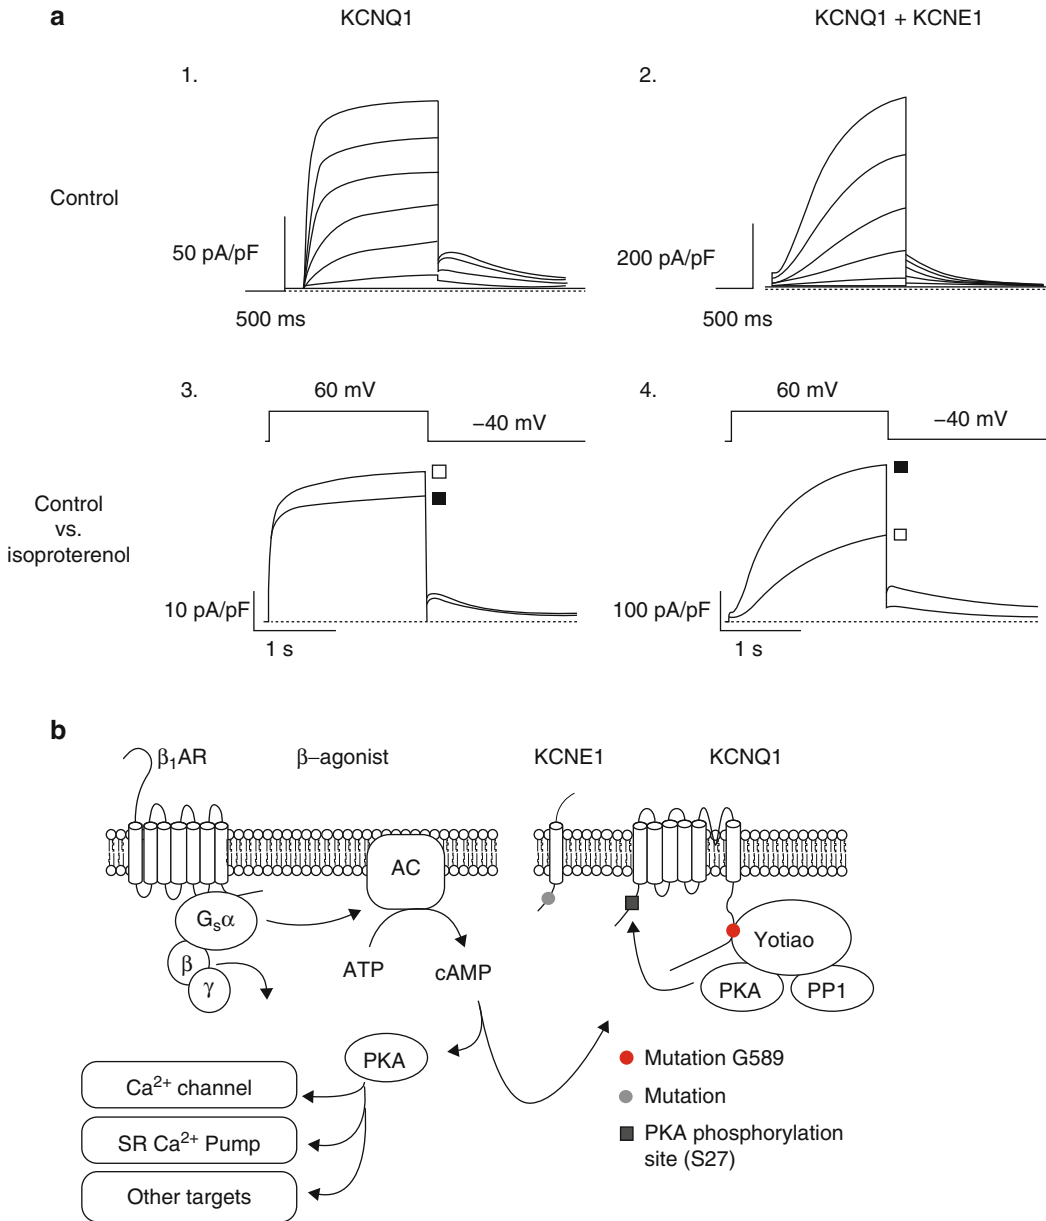 a
KCNQ1
KCNQ1 + KCNE1
1.
2.
Control
50 pA/pF
200 pA/pF
500 ms
500 ms
3.
60 mV
−40 mV
4.
60 mV
−40 mV
Control
vs.
isoproterenol
10 pA/pF
1 s
100 pA/pF
1 s
b
β₁AR
β−agonist
KCNE1
KCNQ1
AC
Gₛα
β
γ
ATP
cAMP
Yotiao
PKA
PP1
PKA
Ca²⁺ channel
SR Ca²⁺ Pump
Other targets
Mutation G589
Mutation
PKA phosphorylation
site (S27)